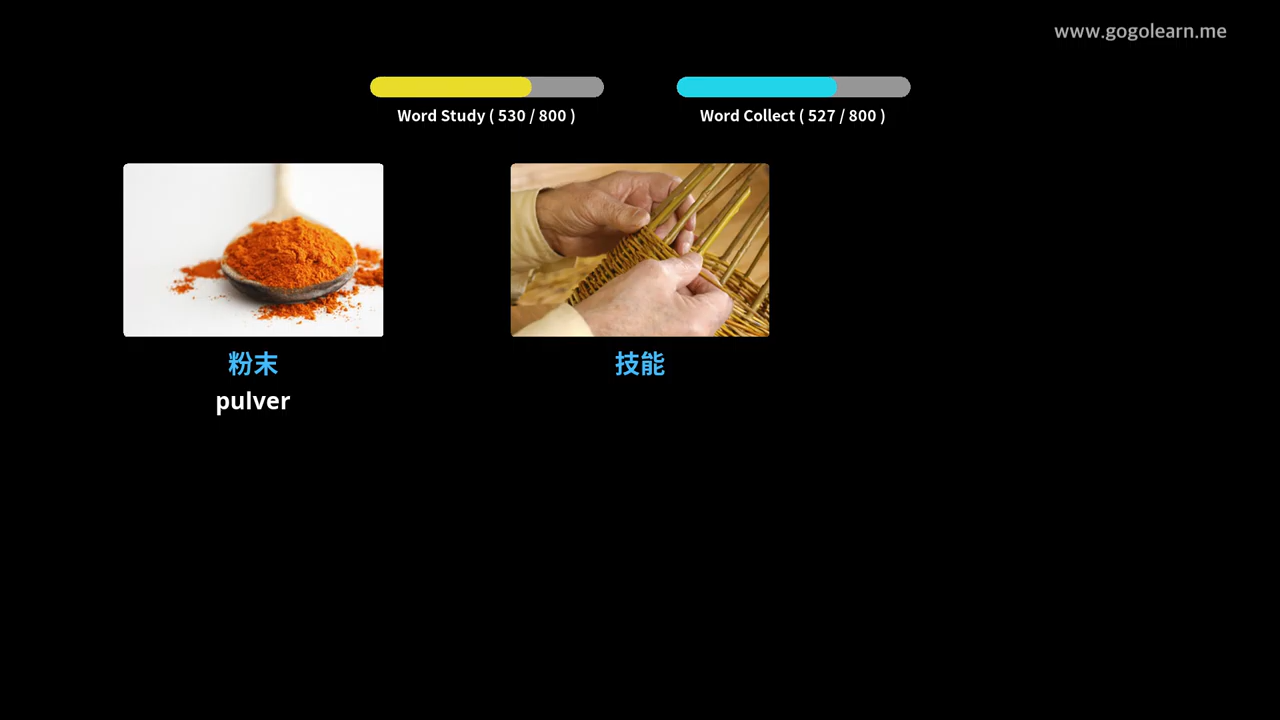 www.gogolearn.me
Word Study ( 530 / 800 )
Word Collect ( 527 / 800 )
粉末
pulver
技能